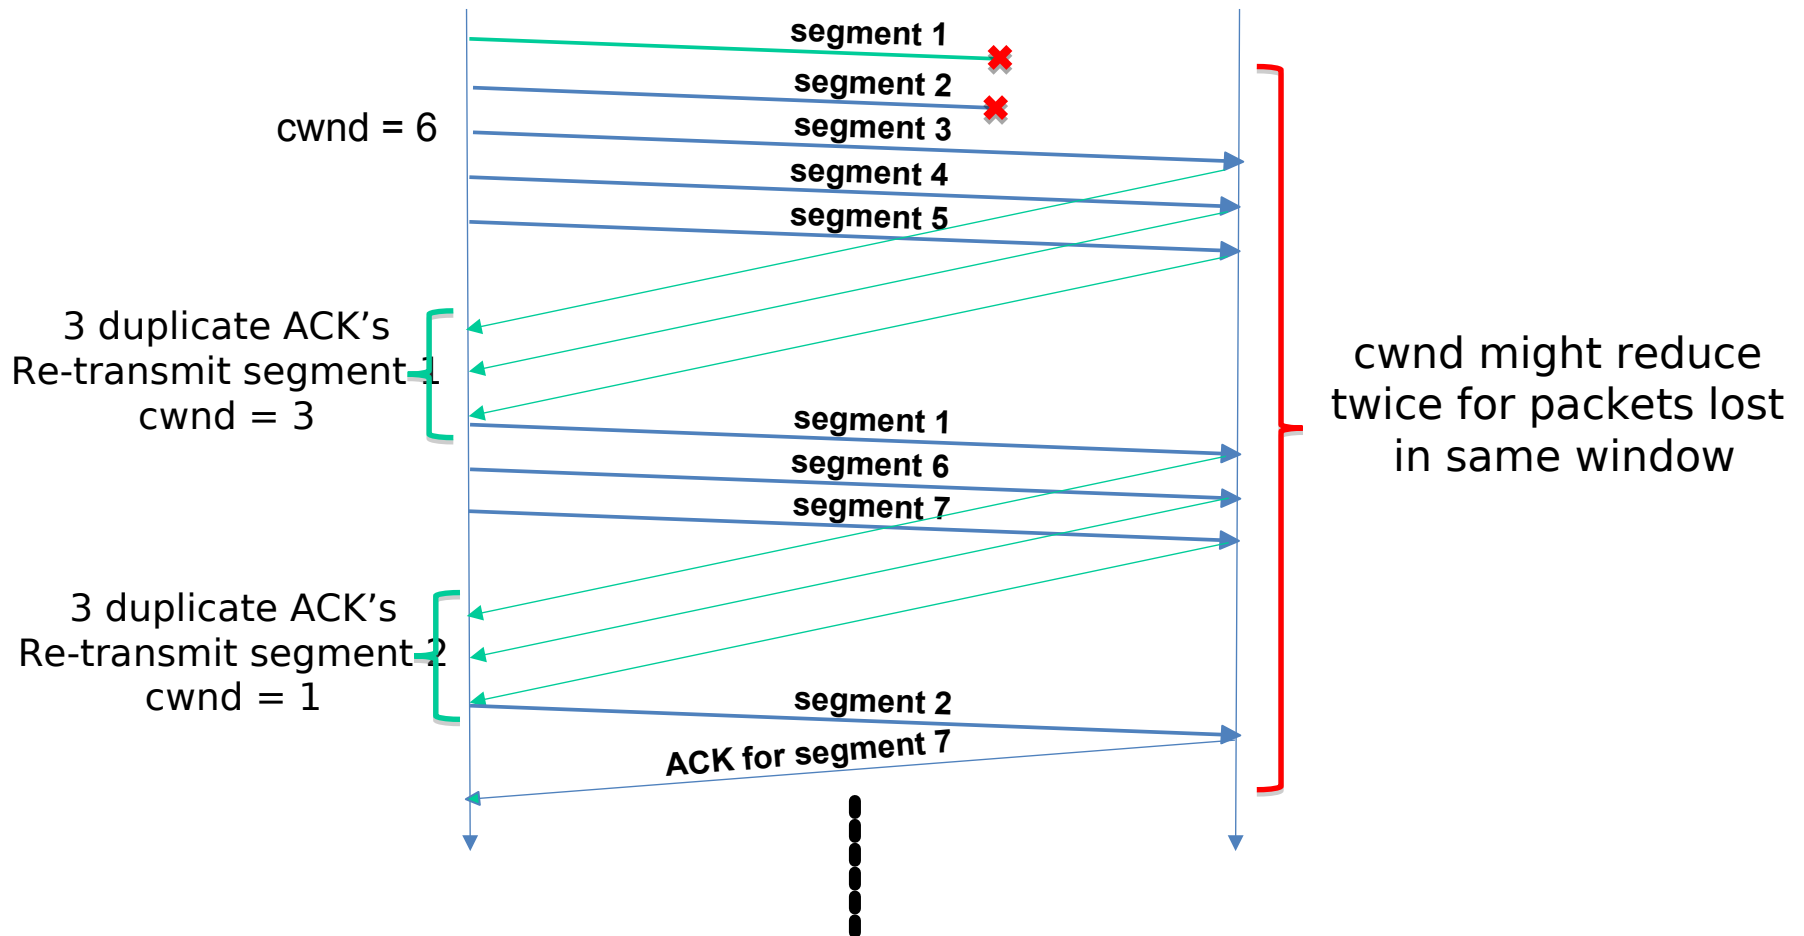 segment 1
segment 2
cwnd = 6
segment 3
segment 4
segment 5
3 duplicate ACK’s
Re-transmit segment 1
cwnd = 3
cwnd might reduce
twice for packets lost
in same window
segment 1
segment 6
segment 7
3 duplicate ACK’s
Re-transmit segment 2
cwnd = 1
segment 2
ACK for segment 7